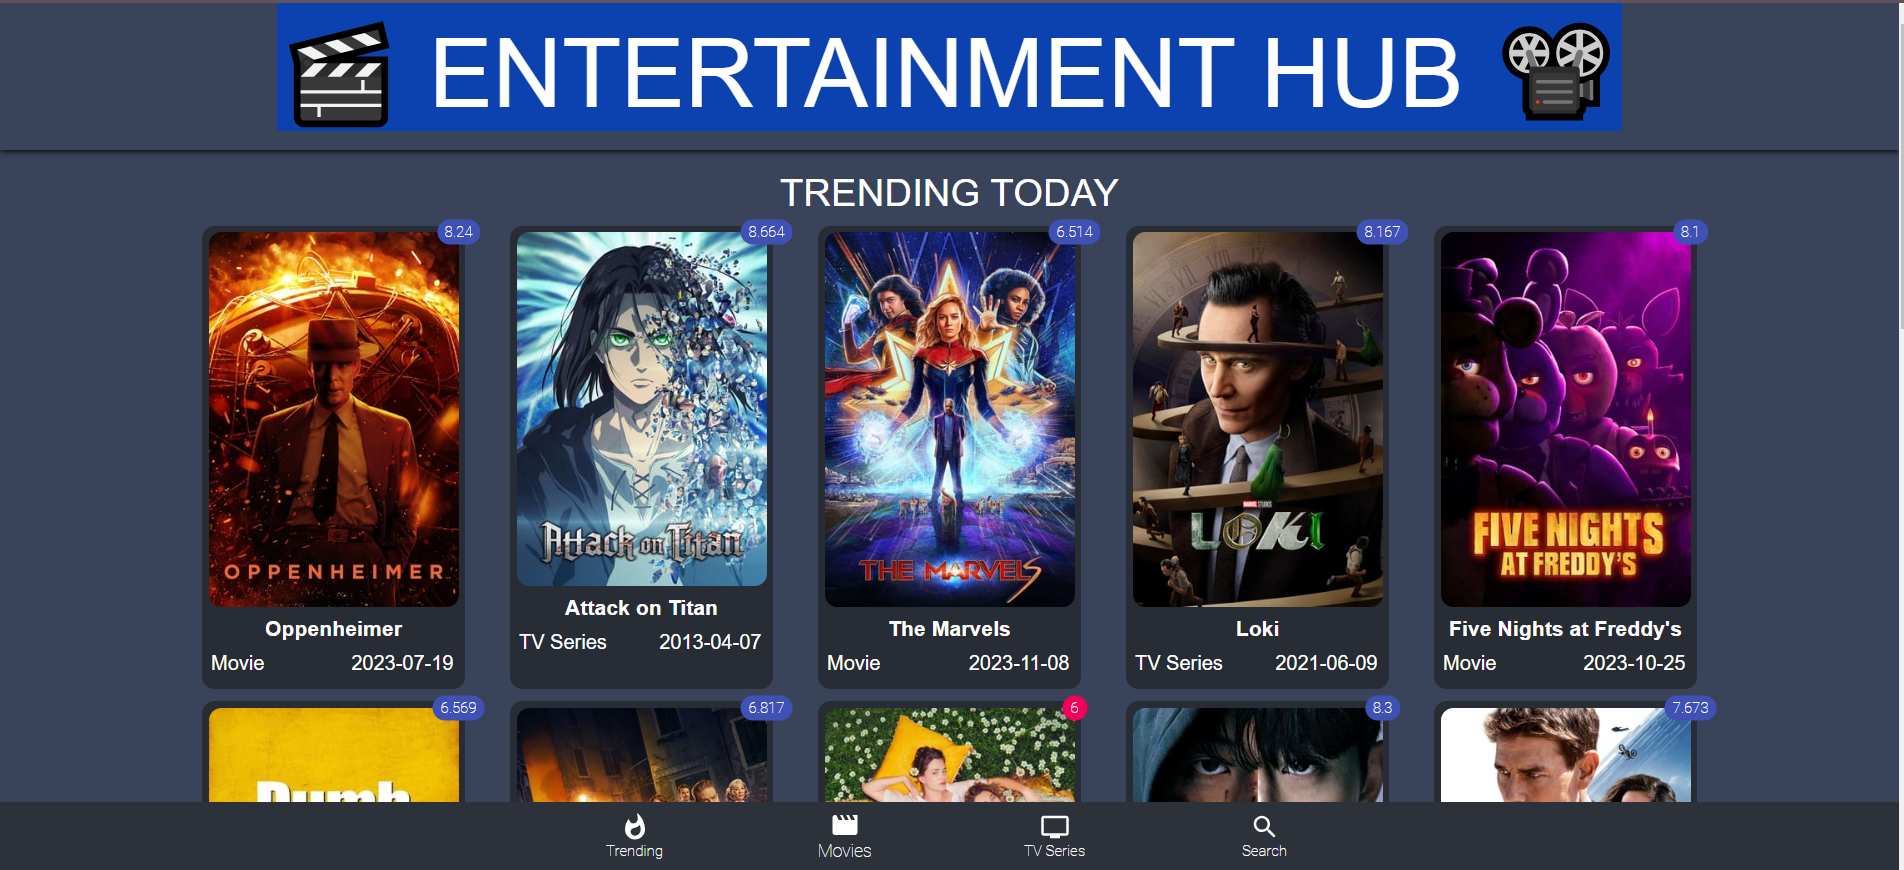 ENTERTAINMENT HUB
TRENDING TODAY
8.24
8.664
6.514
8.167
8.1
OPPENHEIMER
Attack on Titan
THE MARVELS
MARVEL STUDIOS
LOKI
FIVE NIGHTS
AT FREDDY'S
Oppenheimer
Movie 2023-07-19
Attack on Titan
TV Series 2013-04-07
The Marvels
Movie 2023-11-08
Loki
TV Series 2021-06-09
Five Nights at Freddy's
Movie 2023-10-25
6.569
6.817
6
8.3
7.673
Dumb
Trending
Movies
TV Series
Search